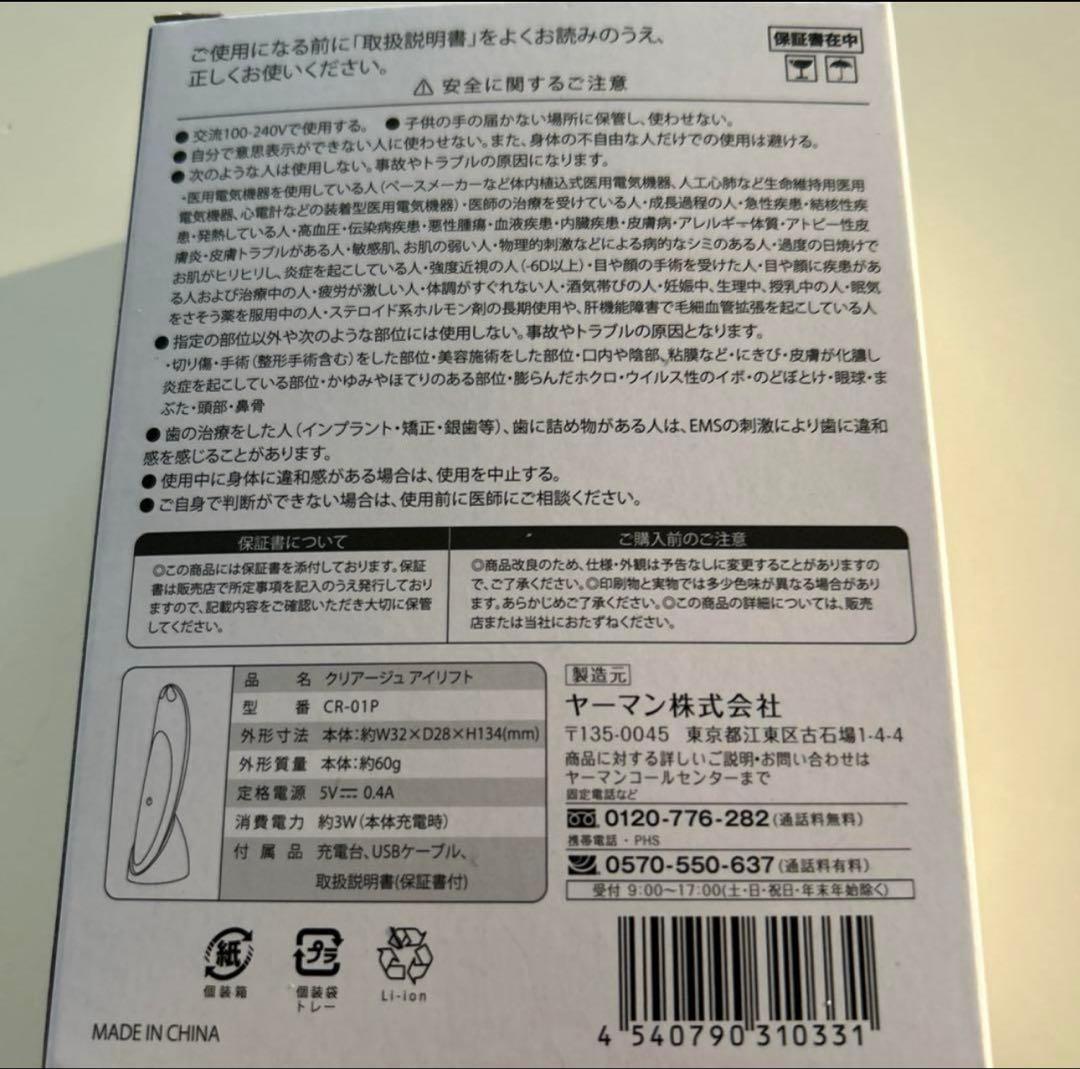 ご使用になる前に「取扱説明書」をよくお読みのうえ、
正しくお使いください。
保証書在中
⚠ 安全に関するご注意
●交流100-240Vで使用する。 ●子供の手の届かない場所に保管し、使わせない。
●自分で意思表示ができない人に使わせない。また、身体の不自由な人だけでの使用は避ける。
●次のような人は使用しない。事故やトラブルの原因になります。
・医用電気機器を使用している人(ペースメーカーなど体内植込式医用電気機器、人工心肺など生命維持用医用
電気機器、心電計などの装着型医用電気機器)・医師の治療を受けている人・成長過程の人・急性疾患・結核性疾
患・発熱している人・高血圧・伝染病疾患・悪性腫瘍・血液疾患・内臓疾患・皮膚病・アレルギー体質・アトピー性皮
膚炎・皮膚トラブルがある人・敏感肌、お肌の弱い人・物理的刺激などによる病的なシミのある人・過度の日焼けで
お肌がヒリヒリし、炎症を起こしている人・強度近視の人(-6D以上)・目や顔の手術を受けた人・目や顔に疾患があ
る人および治療中の人・疲労が激しい人・体調がすぐれない人・酒気帯びの人・妊娠中、生理中、授乳中の人・眠気
をさそう薬を服用中の人・ステロイド系ホルモン剤の長期使用や、肝機能障害で毛細血管拡張を起こしている人
●指定の部位以外や次のような部位には使用しない。事故やトラブルの原因となります。
・切り傷・手術(整形手術含む)をした部位・美容施術をした部位・口内や陰部、粘膜など・にきび・皮膚が化膿し
炎症を起こしている部位・かゆみやほてりのある部位・膨らんだホクロ・ウイルス性のイボ・のどぼとけ・眼球・ま
ぶた・頭部・鼻骨
●歯の治療をした人(インプラント・矯正・銀歯等)、歯に詰め物がある人は、EMSの刺激により歯に違和
感を感じることがあります。
●使用中に身体に違和感がある場合は、使用を中止する。
●ご自身で判断ができない場合は、使用前に医師にご相談ください。
保証書について
◎この商品には保証書を添付しております。保証
書は販売店で所定事項を記入のうえ発行しており
ますので、記載内容をご確認いただき大切に保管
してください。
ご購入前のご注意
◎商品改良のため、仕様・外観は予告なしに変更することがありますの
で、ご了承ください。◎印刷物と実物では多少色味が異なる場合があり
ます。あらかじめご了承ください。◎この商品の詳細については、販売
店または当社におたずねください。
品 名 クリアージュ アイリフト
型 番 CR-01P
外形寸法 本体:約W32×D28×H134(mm)
外形質量 本体:約60g
定格電源 5V⎓ 0.4A
消費電力 約3W(本体充電時)
付属品 充電台、USBケーブル、
取扱説明書(保証書付)
製造元
ヤーマン株式会社
〒135-0045 東京都江東区古石場1-4-4
商品に対する詳しいご説明・お問い合わせは
ヤーマンコールセンターまで
固定電話など
0120-776-282(通話料無料)
携帯電話・PHS
0570-550-637(通話料有料)
受付 9:00~17:00(土・日・祝日・年末年始除く)
紙
個装箱
プラ
個装袋
トレー
Li-ion
MADE IN CHINA
4 540790 310331